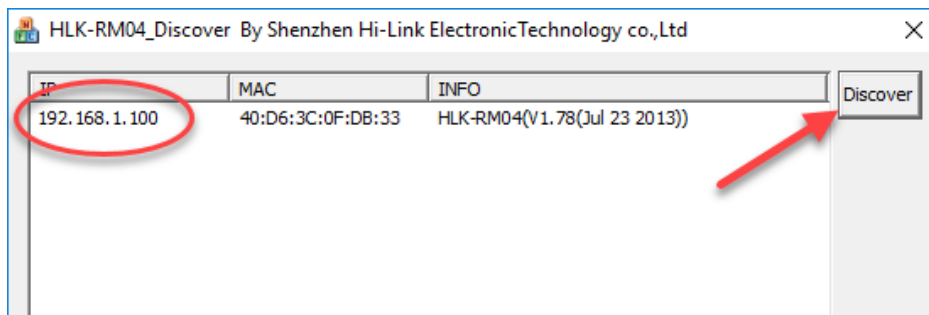 HLK-RM04_Discover By Shenzhen Hi-Link ElectronicTechnology co.,Ltd
IP MAC INFO
Discover
192.168.1.100 40:D6:3C:0F:DB:33 HLK-RM04(V1.78(Jul 23 2013))